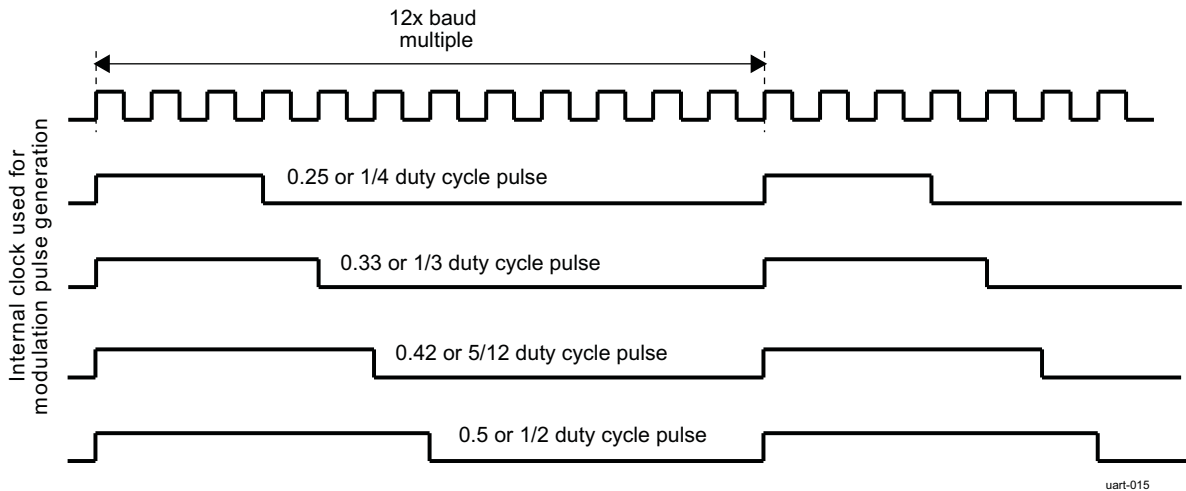 12x baud
multiple
Internal clock used for
modulation pulse generation
0.25 or 1/4 duty cycle pulse
0.33 or 1/3 duty cycle pulse
0.42 or 5/12 duty cycle pulse
0.5 or 1/2 duty cycle pulse
uart-015